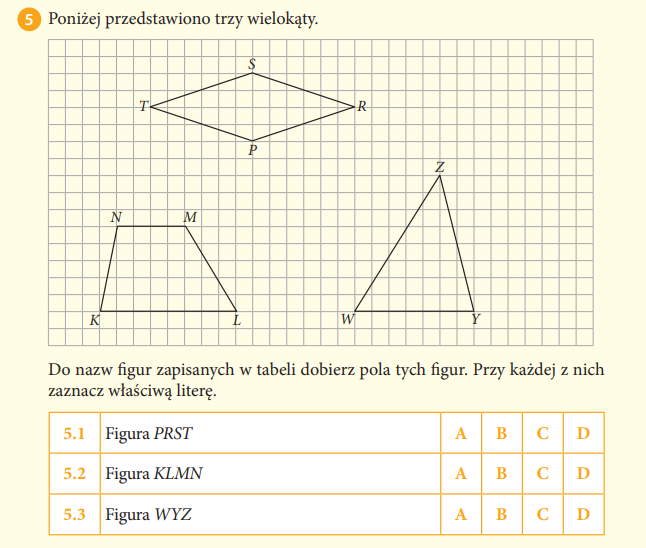 5 Poniżej przedstawiono trzy wielokąty.
S
T R
P
Z
N M
K L W Y
Do nazw figur zapisanych w tabeli dobierz pola tych figur. Przy każdej z nich
zaznacz właściwą literę.
5.1 Figura PRST A B C D
5.2 Figura KLMN A B C D
5.3 Figura WYZ A B C D